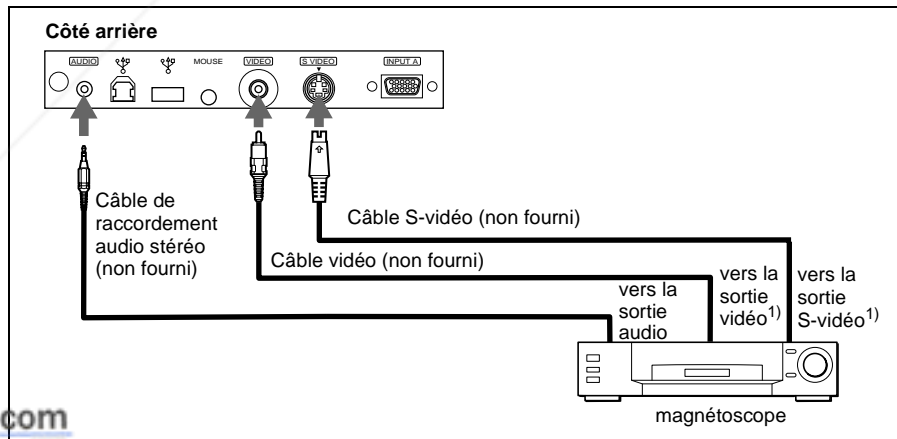 Côté arrière
AUDIO
MOUSE
VIDEO
S VIDEO
INPUT A
Câble de
raccordement
audio stéréo
(non fourni)
Câble S-vidéo (non fourni)
Câble vidéo (non fourni)
vers la
sortie
audio
vers la
sortie
vidéo1)
vers la
sortie
S-vidéo1)
magnétoscope
com